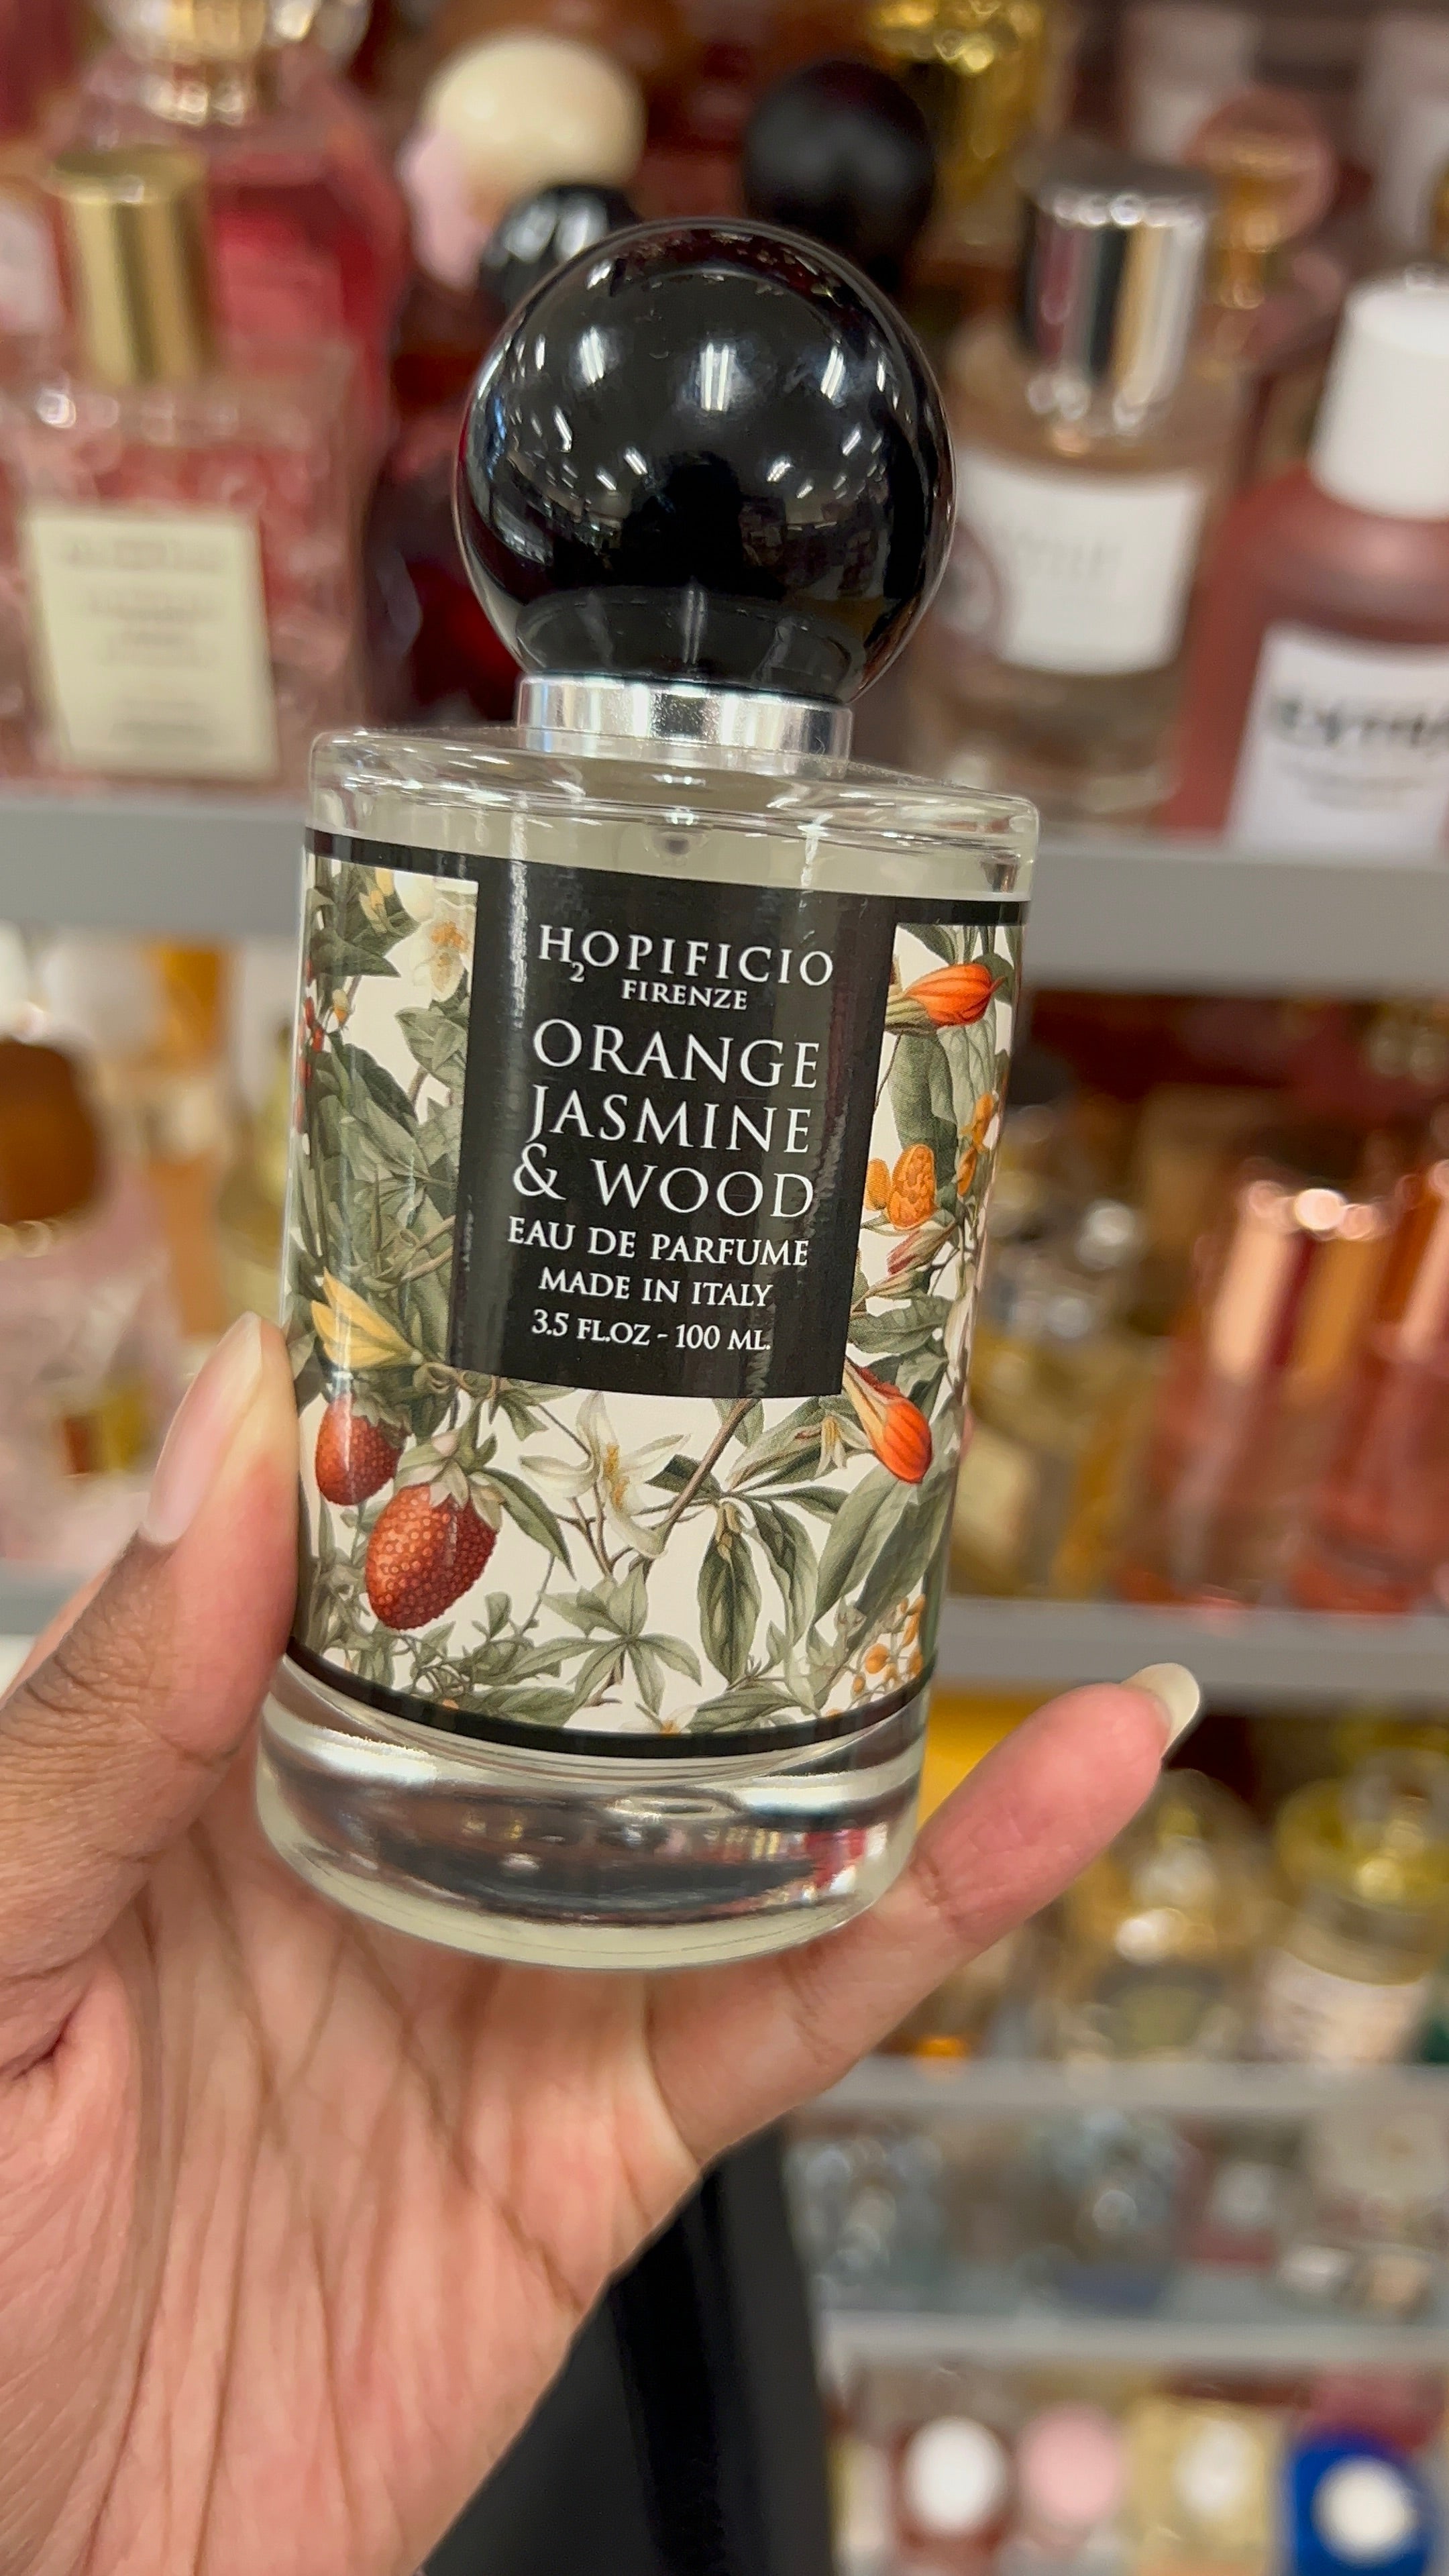 H₂OPIFICIO
FIRENZE
ORANGE
JASMINE
& WOOD
EAU DE PARFUME
MADE IN ITALY
3.5 FL.OZ - 100 ML.